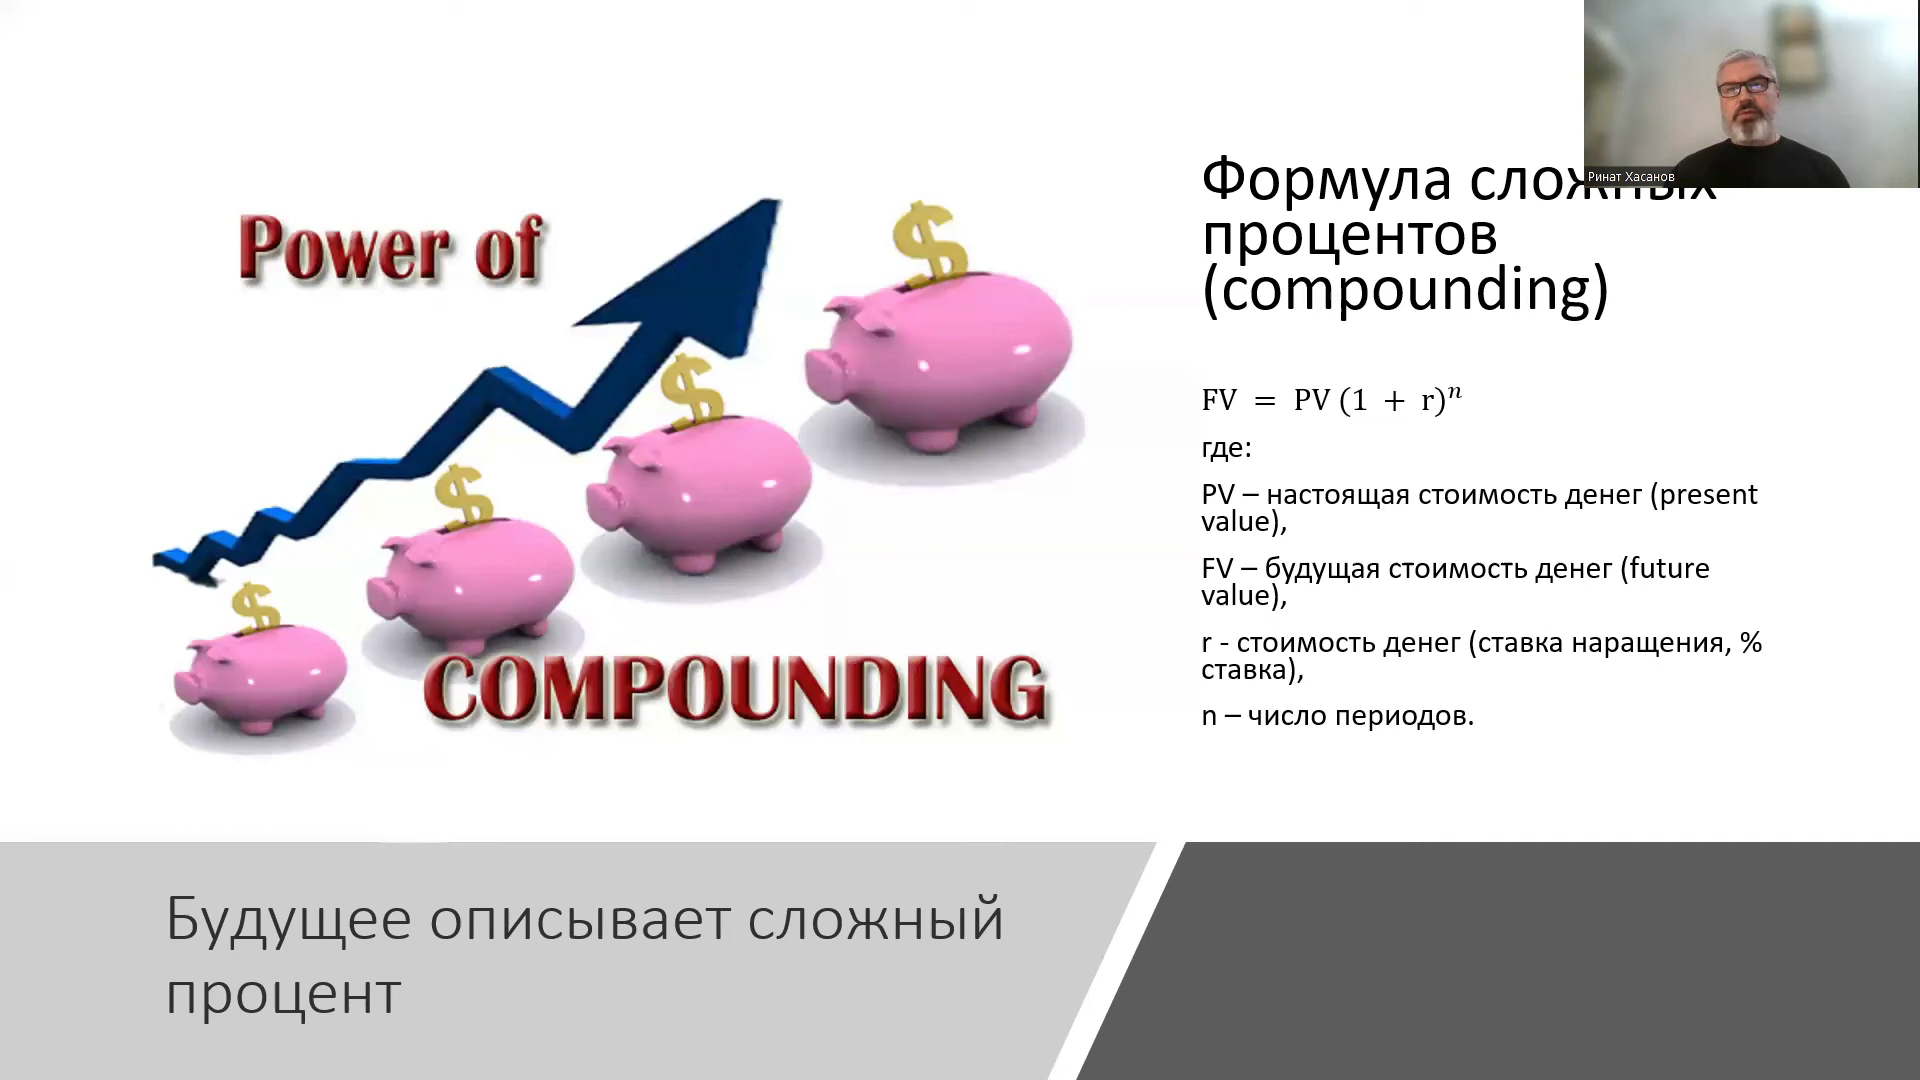 Power of
COMPOUNDING
Ринат Хасанов
Формула сложных
процентов
(compounding)
FV = PV (1 + r)ⁿ
где:
PV – настоящая стоимость денег (present
value),
FV – будущая стоимость денег (future
value),
r - стоимость денег (ставка наращения, %
ставка),
n – число периодов.
Будущее описывает сложный
процент